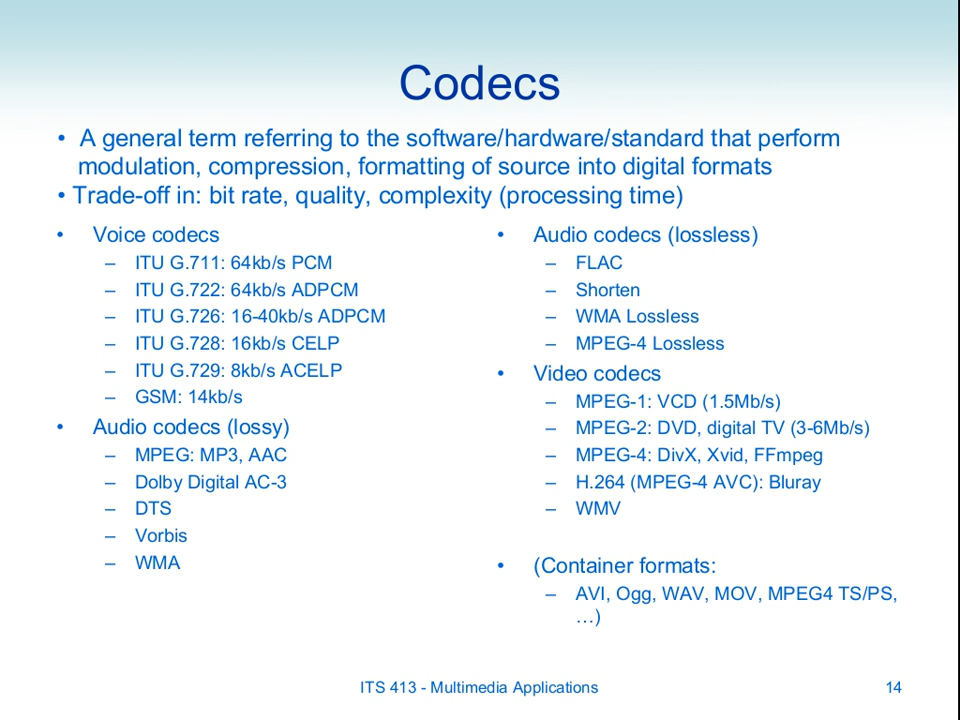 Codecs
• A general term referring to the software/hardware/standard that perform
modulation, compression, formatting of source into digital formats
• Trade-off in: bit rate, quality, complexity (processing time)
• Voice codecs
– ITU G.711: 64kb/s PCM
– ITU G.722: 64kb/s ADPCM
– ITU G.726: 16-40kb/s ADPCM
– ITU G.728: 16kb/s CELP
– ITU G.729: 8kb/s ACELP
– GSM: 14kb/s
• Audio codecs (lossy)
– MPEG: MP3, AAC
– Dolby Digital AC-3
– DTS
– Vorbis
– WMA
• Audio codecs (lossless)
– FLAC
– Shorten
– WMA Lossless
– MPEG-4 Lossless
• Video codecs
– MPEG-1: VCD (1.5Mb/s)
– MPEG-2: DVD, digital TV (3-6Mb/s)
– MPEG-4: DivX, Xvid, FFmpeg
– H.264 (MPEG-4 AVC): Bluray
– WMV
• (Container formats:
– AVI, Ogg, WAV, MOV, MPEG4 TS/PS,
…)
ITS 413 - Multimedia Applications
14